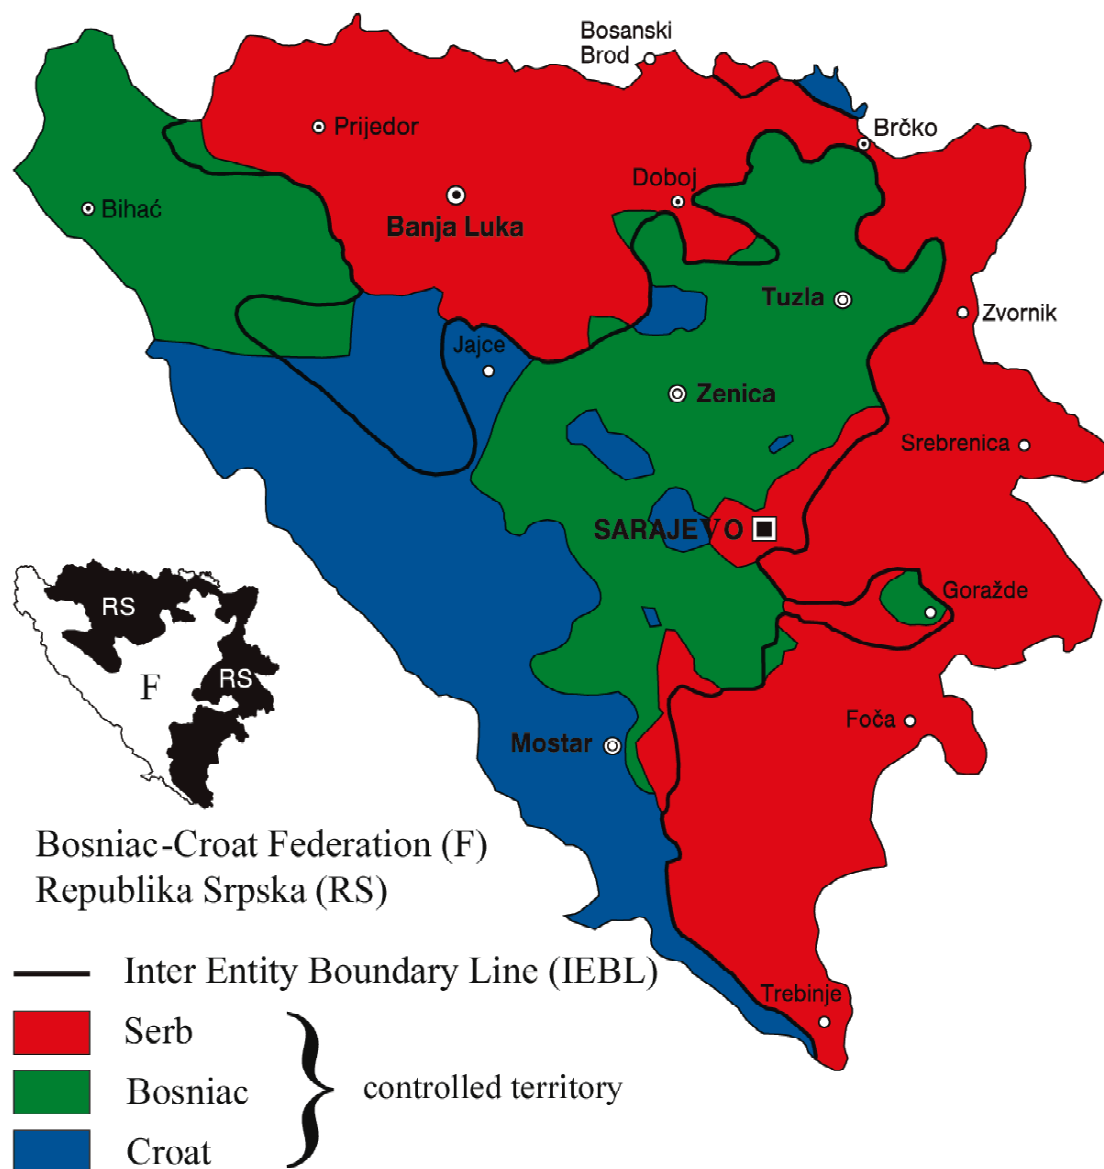 Bosanski
Brod
Prijedor
Brčko
Doboj
Bihać
Banja Luka
Tuzla
Zvornik
Jajce
Zenica
Srebrenica
SARAJEVO
Goražde
RS
RS
F
Foča
Mostar
Bosniac-Croat Federation (F)
Republika Srpska (RS)
Inter Entity Boundary Line (IEBL)
Trebinje
Serb
Bosniac
controlled territory
Croat